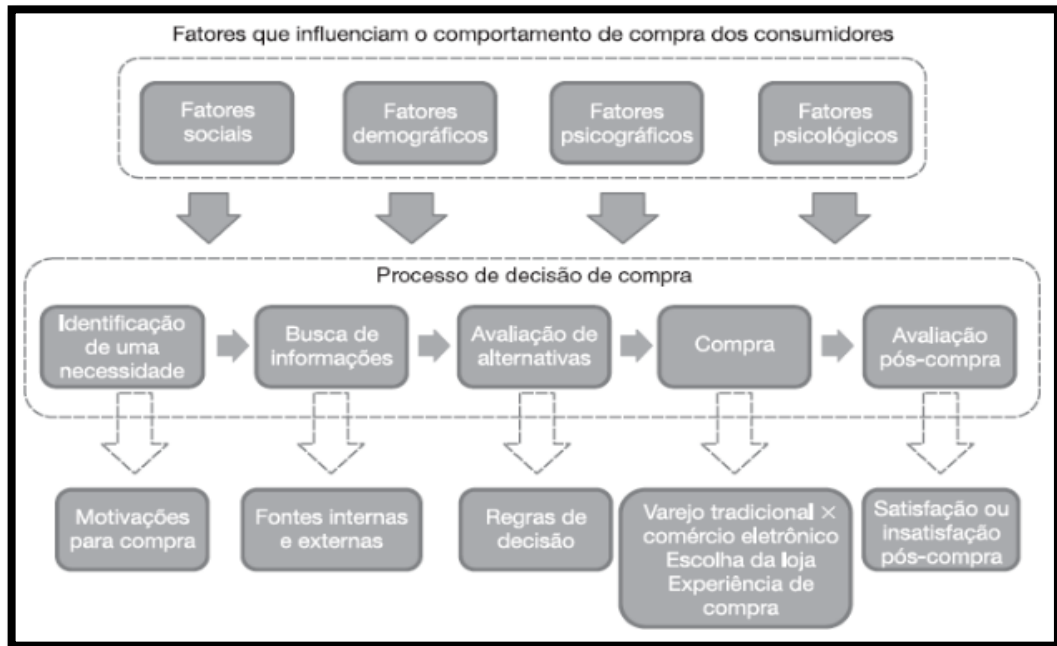 Fatores que influenciam o comportamento de compra dos consumidores
Fatores
sociais
Fatores
demográficos
Fatores
psicográficos
Fatores
psicológicos
Processo de decisão de compra
Identificação
de uma
necessidade
Busca de
informações
Avaliação de
alternativas
Compra
Avaliação
pós-compra
Motivações
para compra
Fontes internas
e externas
Regras de
decisão
Varejo tradicional ×
comércio eletrônico
Escolha da loja
Experiência de
compra
Satisfação ou
insatisfação
pós-compra